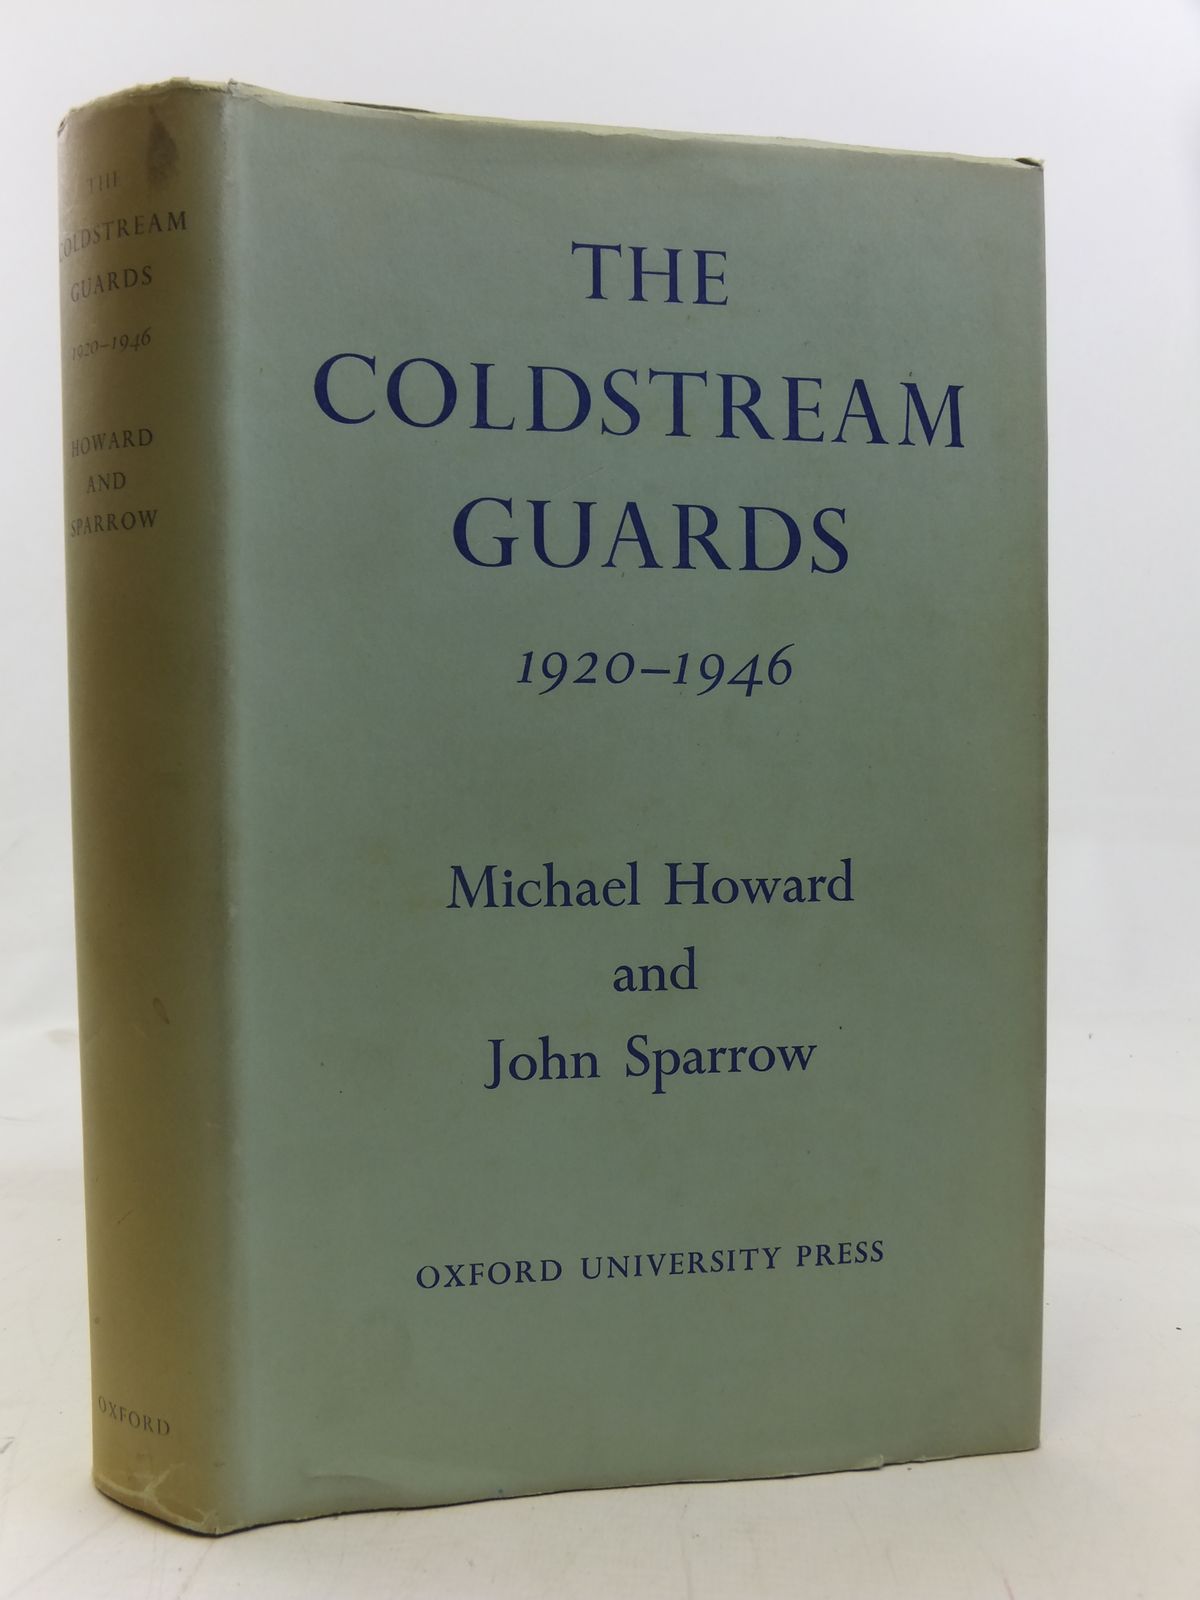 THE
COLDSTREAM
GUARDS
1920–1946
HOWARD
AND
SPARROW
OXFORD
THE
COLDSTREAM
GUARDS
1920–1946
Michael Howard
and
John Sparrow
OXFORD UNIVERSITY PRESS